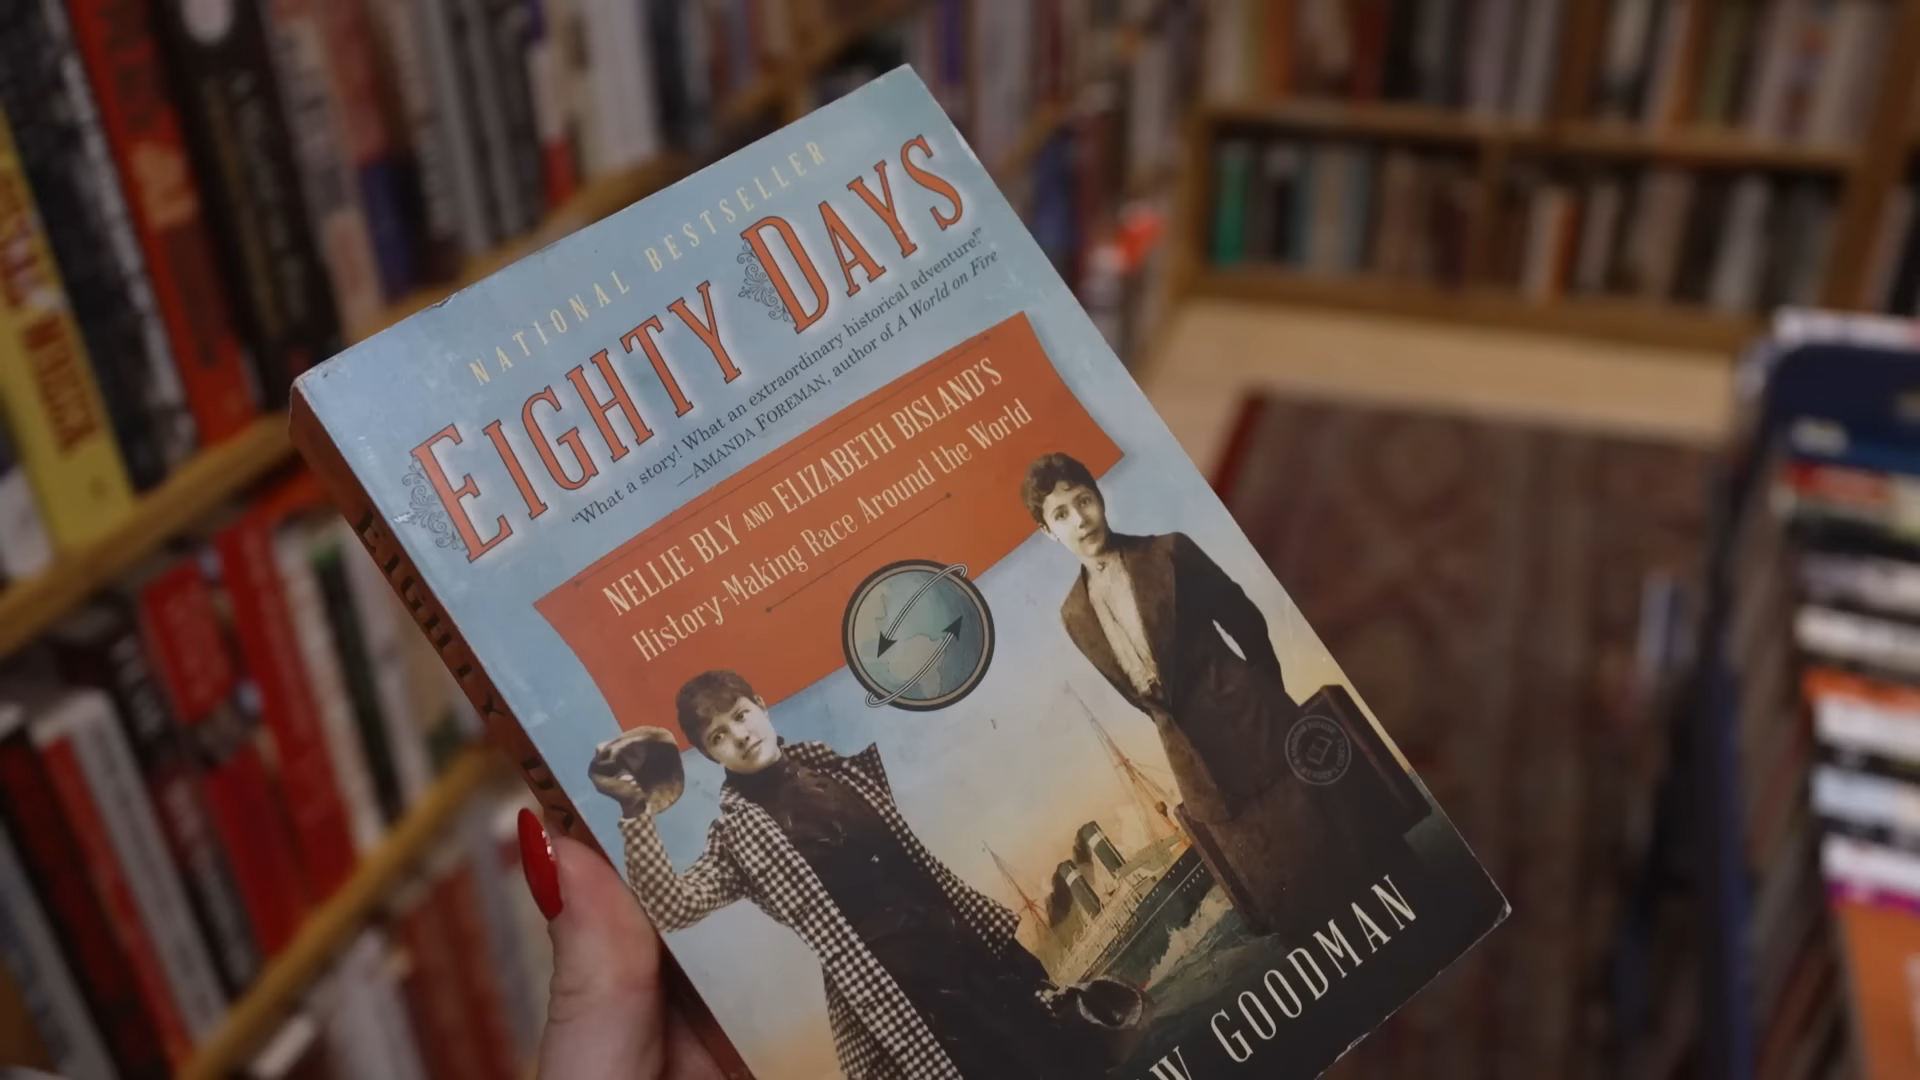 NATIONAL BESTSELLER
EIGHTY DAYS
“What a story! What an extraordinary historical adventure!”
—AMANDA FOREMAN, author of A World on Fire
NELLIE BLY AND ELIZABETH BISLAND'S
History-Making Race Around the World
W GOODMAN
EIGHTY DA